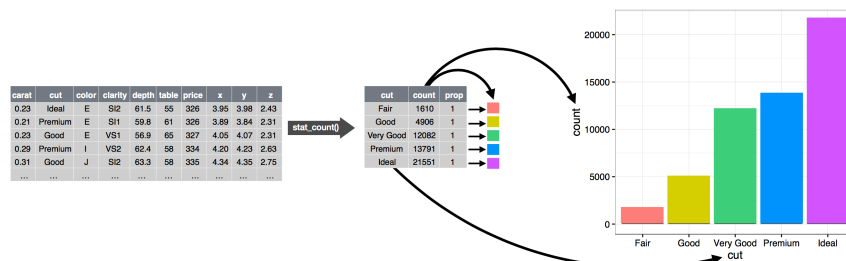 carat cut color clarity depth table price x y z
0.23 Ideal E SI2 61.5 55 326 3.95 3.98 2.43
0.21 Premium E SI1 59.8 61 326 3.89 3.84 2.31
0.23 Good E VS1 56.9 65 327 4.05 4.07 2.31
0.29 Premium I VS2 62.4 58 334 4.20 4.23 2.63
0.31 Good J SI2 63.3 58 335 4.34 4.35 2.75
... ... ... ... ... ... ... ... ... ...
stat_count()
cut count prop
Fair 1610 1
Good 4906 1
Very Good 12082 1
Premium 13791 1
Ideal 21551 1
count
20000
15000
10000
5000
0
Fair Good Very Good Premium Ideal
cut